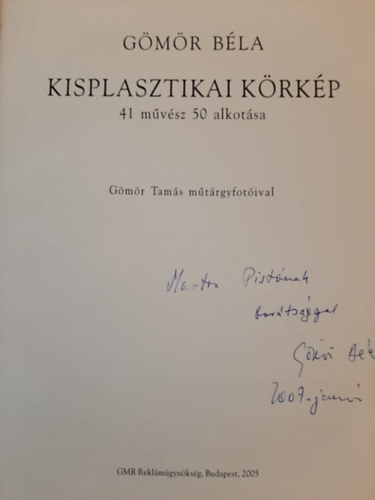 GÖMÖR BÉLA
KISPLASZTIKAI KÖRKÉP
41 művész 50 alkotása
Gömör Tamás műtárgyfotóival
Pistának
barátsággal
2007.
GMR Reklámügynökség, Budapest, 2005